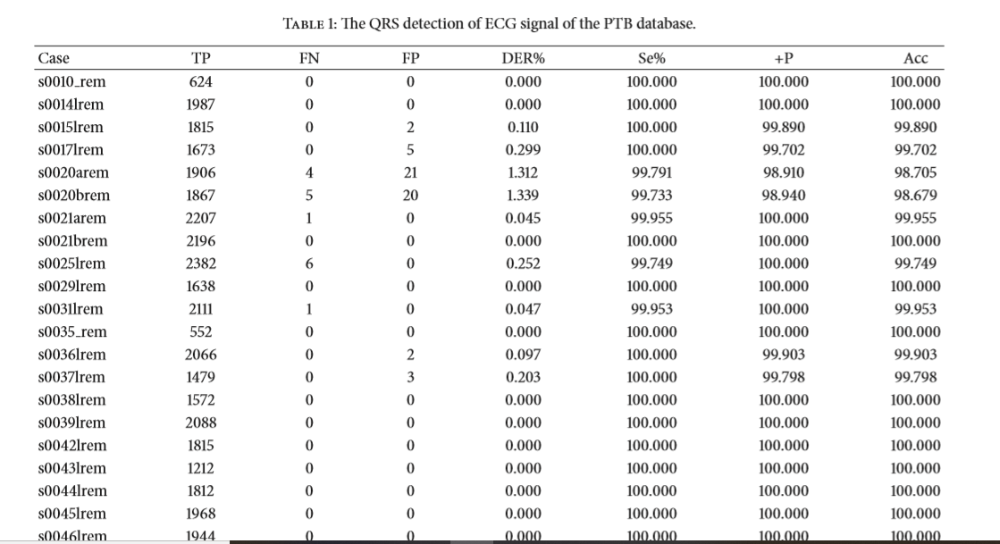 TABLE 1: The QRS detection of ECG signal of the PTB database.
Case TP FN FP DER% Se% +P Acc
s0010_rem 624 0 0 0.000 100.000 100.000 100.000
s0014lrem 1987 0 0 0.000 100.000 100.000 100.000
s0015lrem 1815 0 2 0.110 100.000 99.890 99.890
s0017lrem 1673 0 5 0.299 100.000 99.702 99.702
s0020arem 1906 4 21 1.312 99.791 98.910 98.705
s0020brem 1867 5 20 1.339 99.733 98.940 98.679
s0021arem 2207 1 0 0.045 99.955 100.000 99.955
s0021brem 2196 0 0 0.000 100.000 100.000 100.000
s0025lrem 2382 6 0 0.252 99.749 100.000 99.749
s0029lrem 1638 0 0 0.000 100.000 100.000 100.000
s0031lrem 2111 1 0 0.047 99.953 100.000 99.953
s0035_rem 552 0 0 0.000 100.000 100.000 100.000
s0036lrem 2066 0 2 0.097 100.000 99.903 99.903
s0037lrem 1479 0 3 0.203 100.000 99.798 99.798
s0038lrem 1572 0 0 0.000 100.000 100.000 100.000
s0039lrem 2088 0 0 0.000 100.000 100.000 100.000
s0042lrem 1815 0 0 0.000 100.000 100.000 100.000
s0043lrem 1212 0 0 0.000 100.000 100.000 100.000
s0044lrem 1812 0 0 0.000 100.000 100.000 100.000
s0045lrem 1968 0 0 0.000 100.000 100.000 100.000
s0046lrem 1944 0 0 0.000 100.000 100.000 100.000